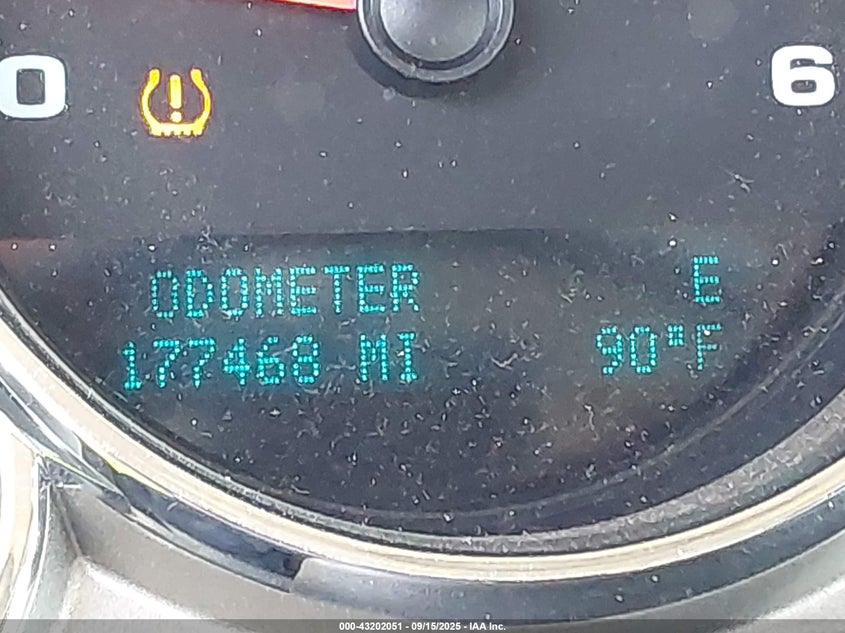 0 6
ODOMETER E
177468 MI 90°F
000-43202051 - 09/15/2025 - IAA Inc.